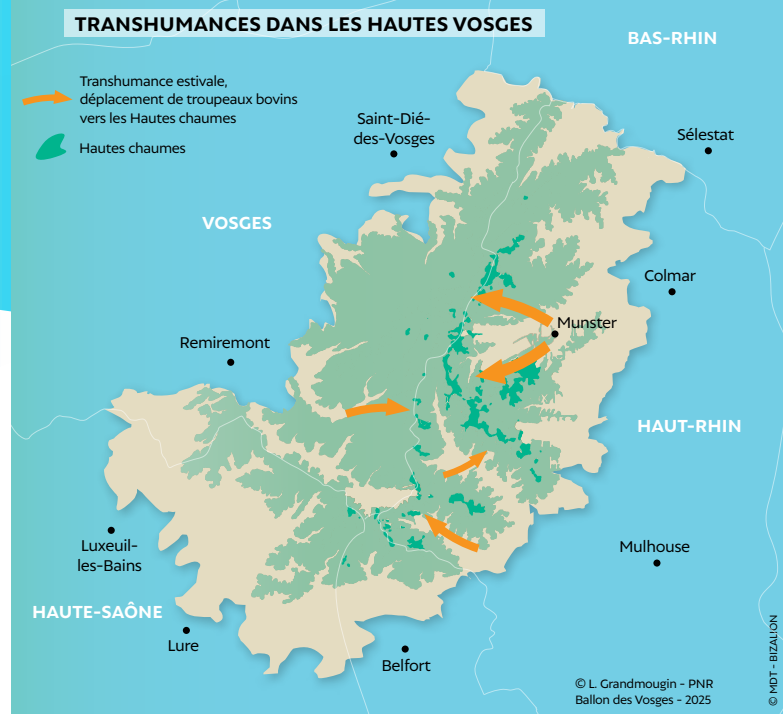 TRANSHUMANCES DANS LES HAUTES VOSGES
BAS-RHIN
Transhumance estivale,
déplacement de troupeaux bovins
vers les Hautes chaumes
Hautes chaumes
Saint-Dié-
des-Vosges
Sélestat
VOSGES
Colmar
Munster
Remiremont
HAUT-RHIN
Luxeuil-
les-Bains
Mulhouse
HAUTE-SAÔNE
Lure
Belfort
© L. Grandmougin - PNR
Ballon des Vosges - 2025
© MDT - BIZALION